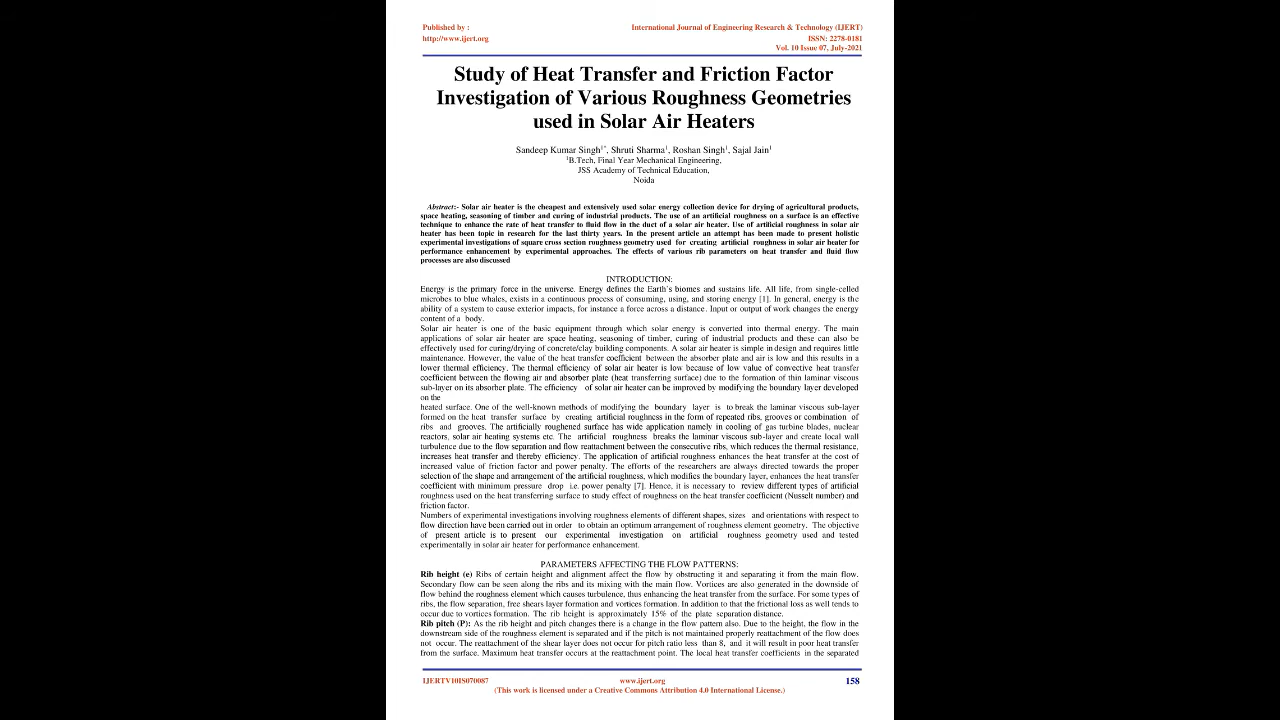 Published by :
International Journal of Engineering Research & Technology (IJERT)
http://www.ijert.org
ISSN: 2278-0181
Vol. 10 Issue 07, July-2021
Study of Heat Transfer and Friction Factor
Investigation of Various Roughness Geometries
used in Solar Air Heaters
Sandeep Kumar Singh1*, Shruti Sharma1, Roshan Singh1, Sajal Jain1
1B.Tech, Final Year Mechanical Engineering,
JSS Academy of Technical Education,
Noida
Abstract:- Solar air heater is the cheapest and extensively used solar energy collection device for drying of agricultural products,
space heating, seasoning of timber and curing of industrial products. The use of an artificial roughness on a surface is an effective
technique to enhance the rate of heat transfer to fluid flow in the duct of a solar air heater. Use of artificial roughness in solar air
heater has been topic in research for the last thirty years. In the present article an attempt has been made to present holistic
experimental investigations of square cross section roughness geometry used for creating artificial roughness in solar air heater for
performance enhancement by experimental approaches. The effects of various rib parameters on heat transfer and fluid flow
processes are also discussed
INTRODUCTION:
Energy is the primary force in the universe. Energy defines the Earth's biomes and sustains life. All life, from single-celled
microbes to blue whales, exists in a continuous process of consuming, using, and storing energy [1]. In general, energy is the
ability of a system to cause exterior impacts, for instance a force across a distance. Input or output of work changes the energy
content of a body.
Solar air heater is one of the basic equipment through which solar energy is converted into thermal energy. The main
applications of solar air heater are space heating, seasoning of timber, curing of industrial products and these can also be
effectively used for curing/drying of concrete/clay building components. A solar air heater is simple in design and requires little
maintenance. However, the value of the heat transfer coefficient between the absorber plate and air is low and this results in a
lower thermal efficiency. The thermal efficiency of solar air heater is low because of low value of convective heat transfer
coefficient between the flowing air and absorber plate (heat transferring surface) due to the formation of thin laminar viscous
sub-layer on its absorber plate. The efficiency of solar air heater can be improved by modifying the boundary layer developed
on the
heated surface. One of the well-known methods of modifying the boundary layer is to break the laminar viscous sub-layer
formed on the heat transfer surface by creating artificial roughness in the form of repeated ribs, grooves or combination of
ribs and grooves. The artificially roughened surface has wide application namely in cooling of gas turbine blades, nuclear
reactors, solar air heating systems etc. The artificial roughness breaks the laminar viscous sub-layer and create local wall
turbulence due to the flow separation and flow reattachment between the consecutive ribs, which reduces the thermal resistance,
increases heat transfer and thereby efficiency. The application of artificial roughness enhances the heat transfer at the cost of
increased value of friction factor and power penalty. The efforts of the researchers are always directed towards the proper
selection of the shape and arrangement of the artificial roughness, which modifies the boundary layer, enhances the heat transfer
coefficient with minimum pressure drop i.e. power penalty [7]. Hence, it is necessary to review different types of artificial
roughness used on the heat transferring surface to study effect of roughness on the heat transfer coefficient (Nusselt number) and
friction factor.
Numbers of experimental investigations involving roughness elements of different shapes, sizes and orientations with respect to
flow direction have been carried out in order to obtain an optimum arrangement of roughness element geometry. The objective
of present article is to present our experimental investigation on artificial roughness geometry used and tested
experimentally in solar air heater for performance enhancement.
PARAMETERS AFFECTING THE FLOW PATTERNS:
Rib height (e) Ribs of certain height and alignment affect the flow by obstructing it and separating it from the main flow.
Secondary flow can be seen along the ribs and its mixing with the main flow. Vortices are also generated in the downside of
flow behind the roughness element which causes turbulence, thus enhancing the heat transfer from the surface. For some types of
ribs, the flow separation, free shears layer formation and vortices formation. In addition to that the frictional loss as well tends to
occur due to vortices formation. The rib height is approximately 15% of the plate separation distance.
Rib pitch (P): As the rib height and pitch changes there is a change in the flow pattern also. Due to the height, the flow in the
downstream side of the roughness element is separated and if the pitch is not maintained properly reattachment of the flow does
not occur. The reattachment of the shear layer does not occur for pitch ratio less than 8, and it will result in poor heat transfer
from the surface. Maximum heat transfer occurs at the reattachment point. The local heat transfer coefficients in the separated
IJERTV10IS070087
www.ijert.org
158
(This work is licensed under a Creative Commons Attribution 4.0 International License.)